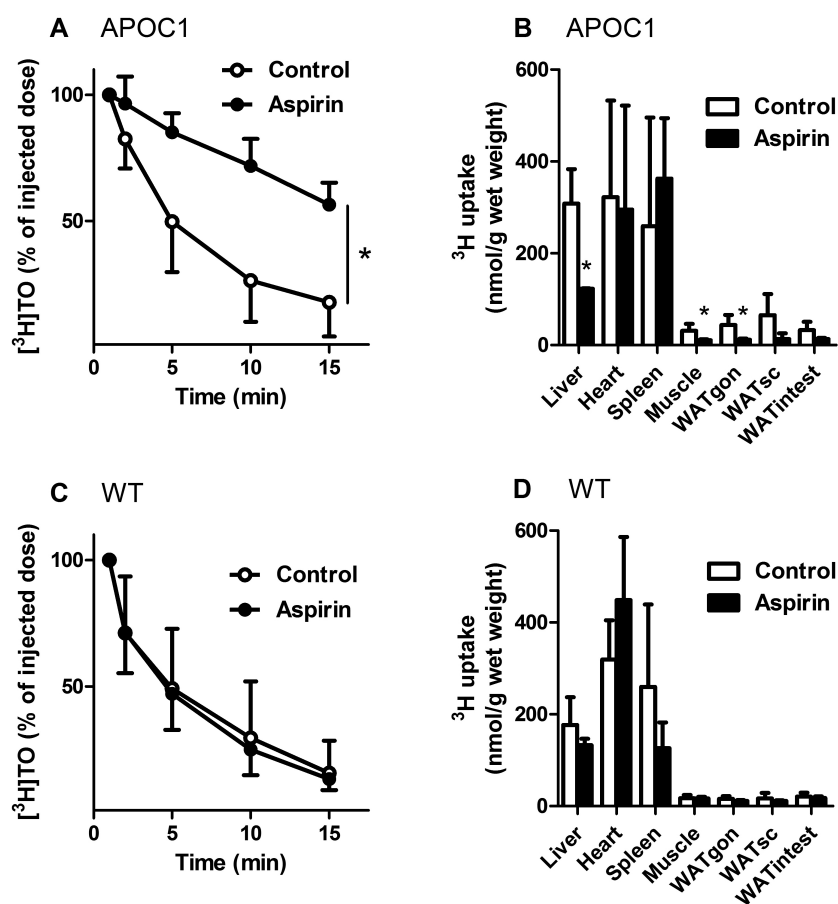 A APOC1
Control
Aspirin
[³H]TO (% of injected dose)
100
50
*
0 5 10 15
Time (min)
B APOC1
Control
Aspirin
³H uptake
(nmol/g wet weight)
600
400
200
0
*
* *
Liver
Heart
Spleen
Muscle
WATgon
WATsc
WATintest
C WT
Control
Aspirin
[³H]TO (% of injected dose)
100
50
0 5 10 15
Time (min)
D WT
Control
Aspirin
³H uptake
(nmol/g wet weight)
600
400
200
0
Liver
Heart
Spleen
Muscle
WATgon
WATsc
WATintest